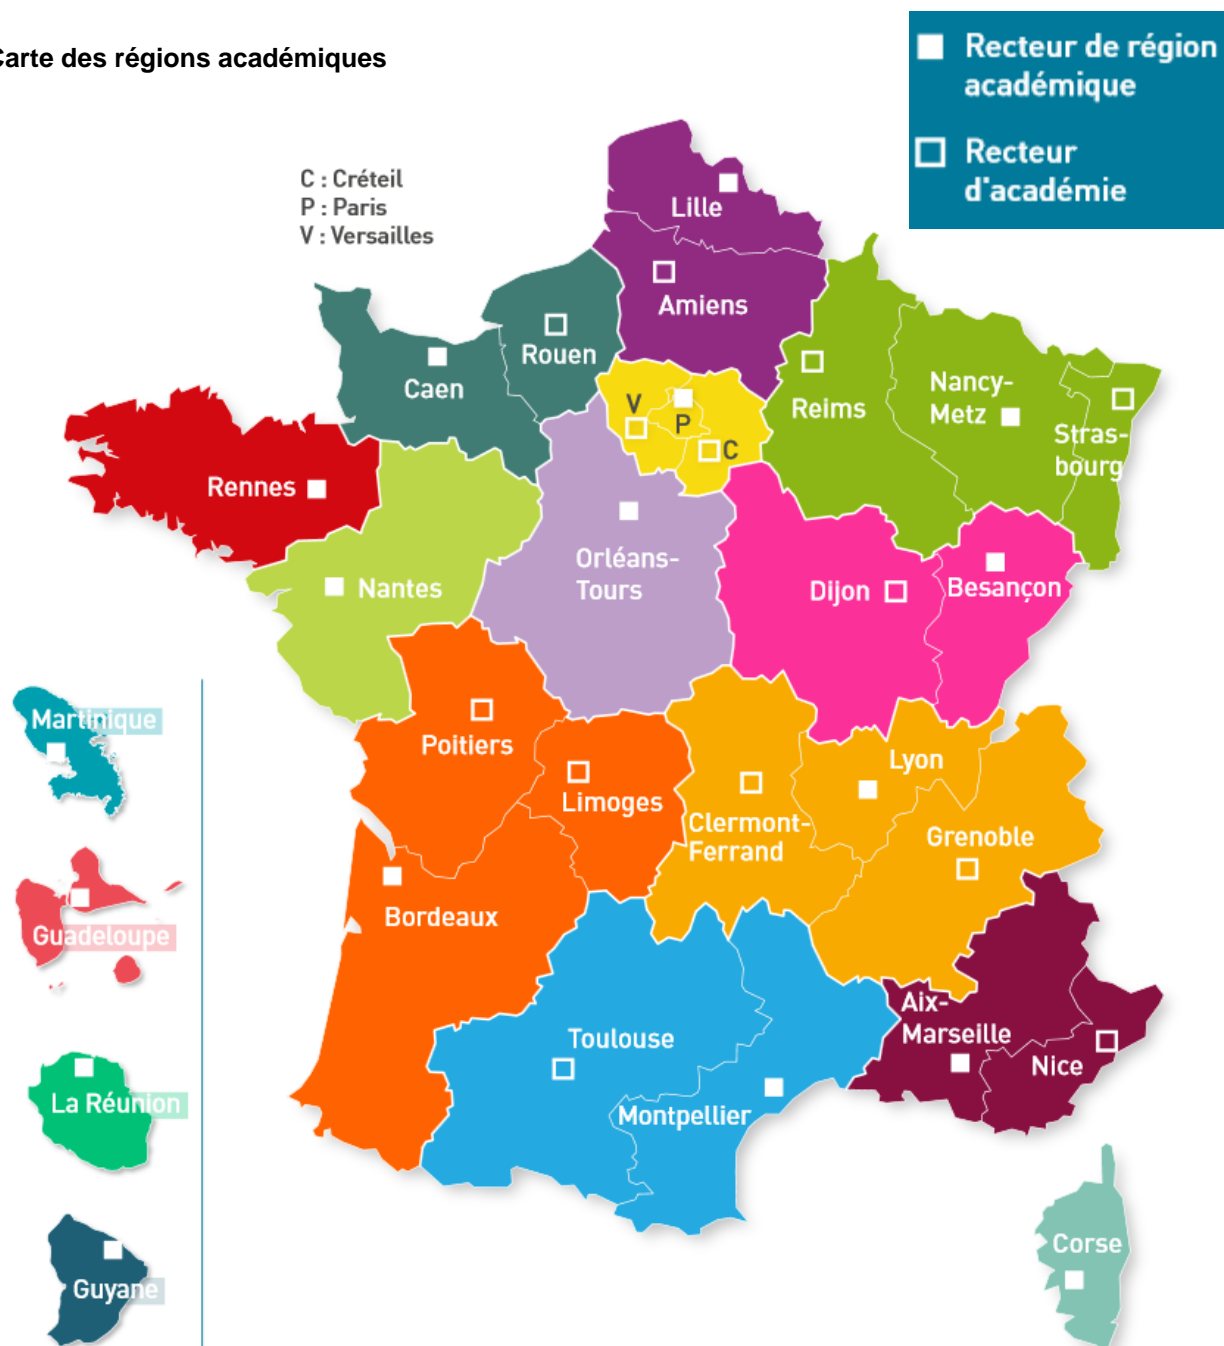 Carte des régions académiques
Recteur de région
académique
Recteur
d'académie
C : Créteil
P : Paris
V : Versailles
Lille
Amiens
Rouen
Caen
V
P
C
Reims
Nancy-
Metz
Stras-
bourg
Rennes
Nantes
Orléans-
Tours
Dijon
Besançon
Poitiers
Limoges
Clermont-
Ferrand
Lyon
Grenoble
Bordeaux
Toulouse
Montpellier
Aix-
Marseille
Nice
Corse
Martinique
Guadeloupe
La Réunion
Guyane